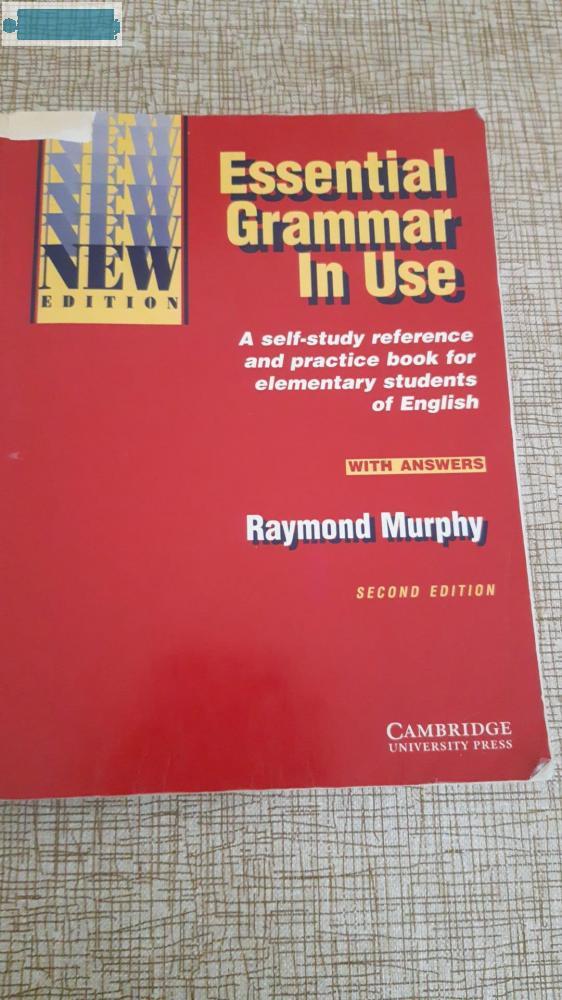 NEW
NEW
NEW
NEW
NEW
NEW
EDITION
Essential
Grammar
In Use
A self-study reference
and practice book for
elementary students
of English
WITH ANSWERS
Raymond Murphy
SECOND EDITION
CAMBRIDGE
UNIVERSITY PRESS